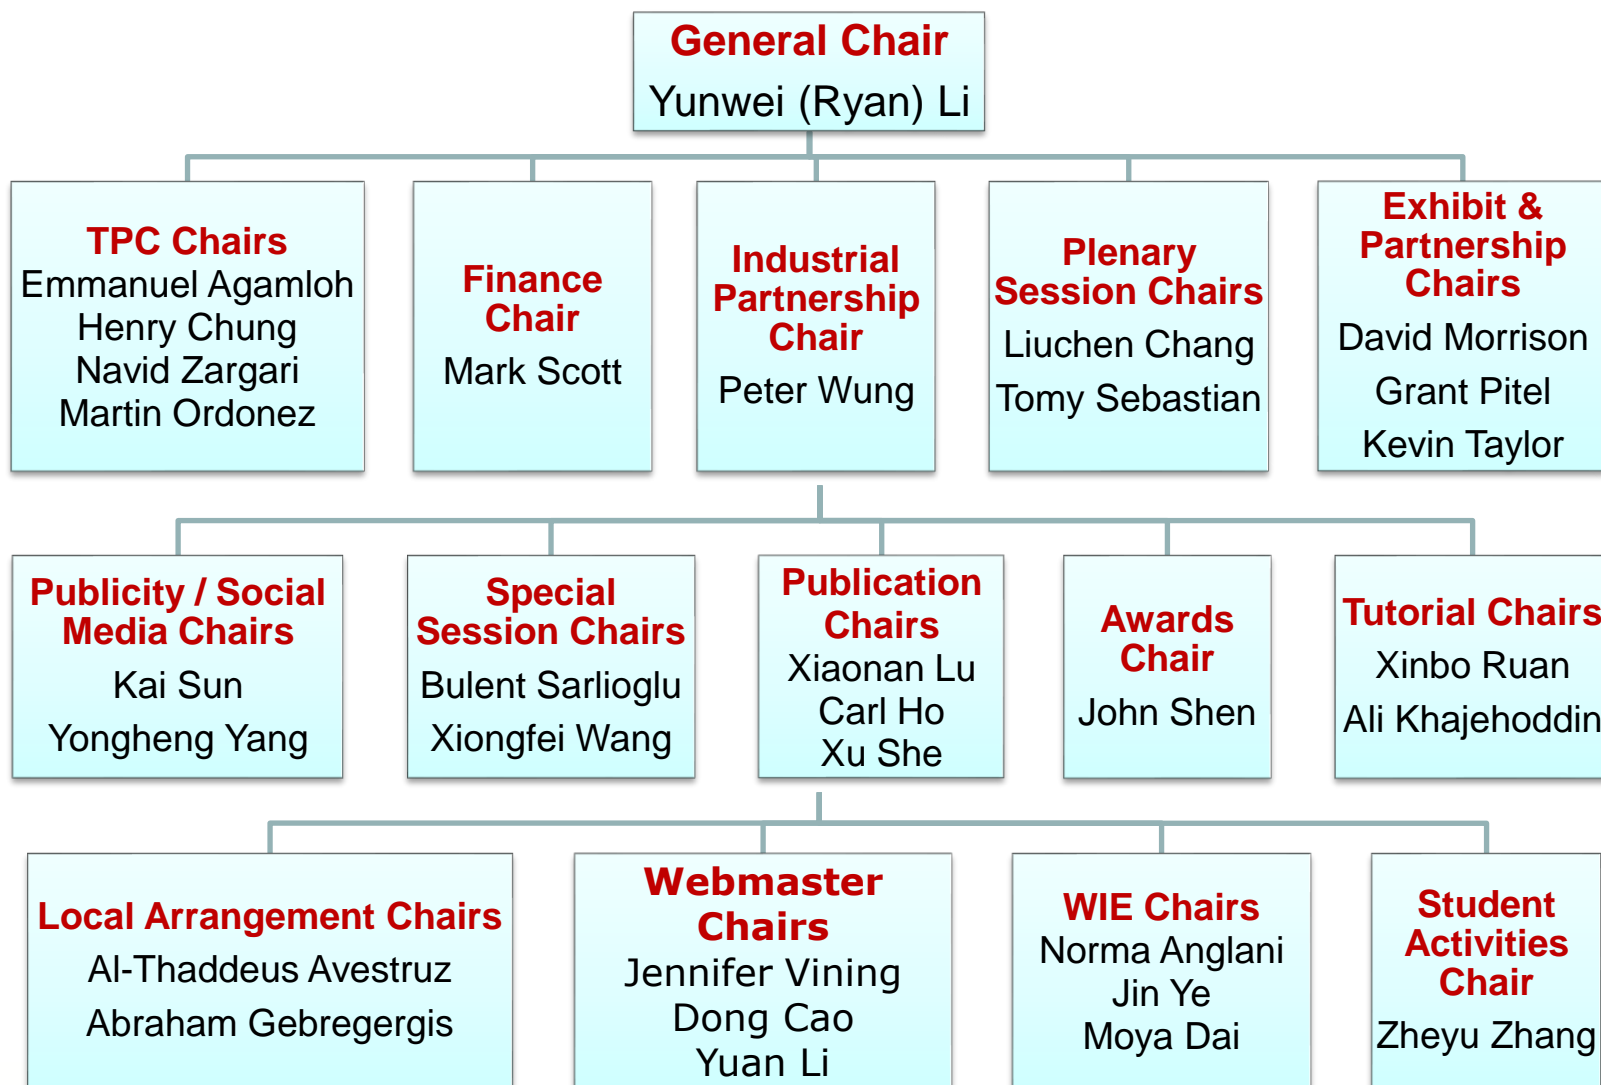 General Chair
Yunwei (Ryan) Li
TPC Chairs
Emmanuel Agamloh
Henry Chung
Navid Zargari
Martin Ordonez
Finance
Chair
Mark Scott
Industrial
Partnership
Chair
Peter Wung
Plenary
Session Chairs
Liuchen Chang
Tomy Sebastian
Exhibit &
Partnership
Chairs
David Morrison
Grant Pitel
Kevin Taylor
Publicity / Social
Media Chairs
Kai Sun
Yongheng Yang
Special
Session Chairs
Bulent Sarlioglu
Xiongfei Wang
Publication
Chairs
Xiaonan Lu
Carl Ho
Xu She
Awards
Chair
John Shen
Tutorial Chairs
Xinbo Ruan
Ali Khajehoddin
Local Arrangement Chairs
Al-Thaddeus Avestruz
Abraham Gebregergis
Webmaster
Chairs
Jennifer Vining
Dong Cao
Yuan Li
WIE Chairs
Norma Anglani
Jin Ye
Moya Dai
Student
Activities
Chair
Zheyu Zhang